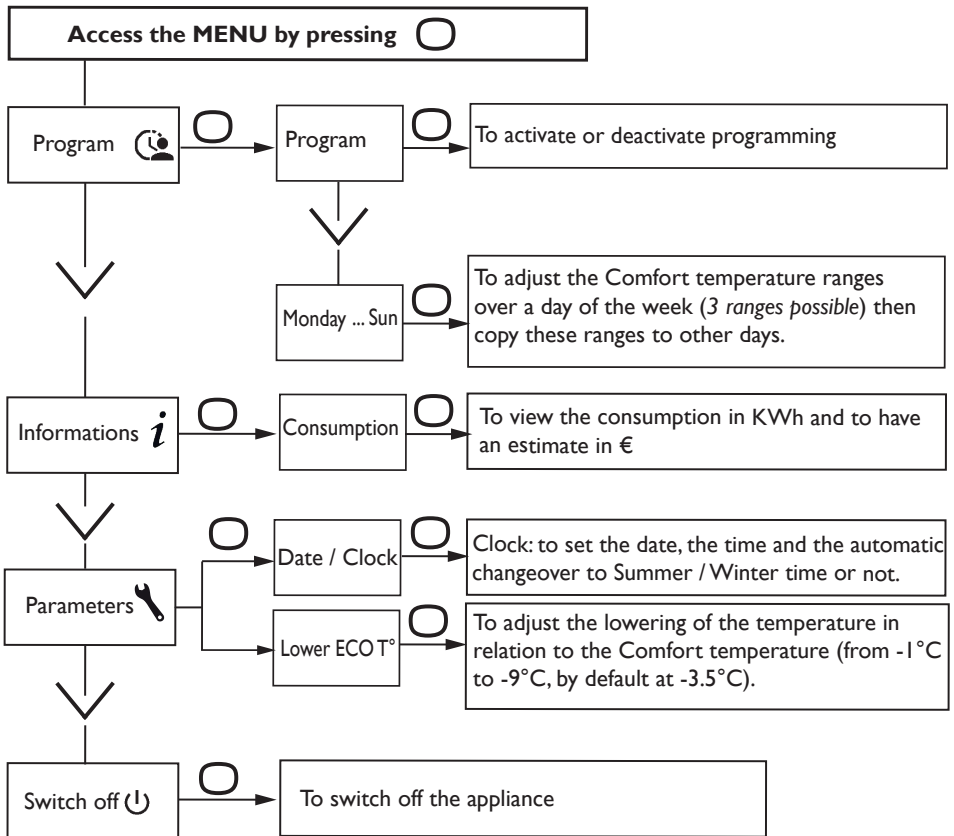 Access the MENU by pressing
Program
Program
To activate or deactivate programming
Monday ... Sun
To adjust the Comfort temperature ranges
over a day of the week (3 ranges possible) then
copy these ranges to other days.
Informations i
Consumption
To view the consumption in KWh and to have
an estimate in €
Parameters
Date / Clock
Clock: to set the date, the time and the automatic
changeover to Summer / Winter time or not.
Lower ECO T°
To adjust the lowering of the temperature in
relation to the Comfort temperature (from -1°C
to -9°C, by default at -3.5°C).
Switch off
To switch off the appliance